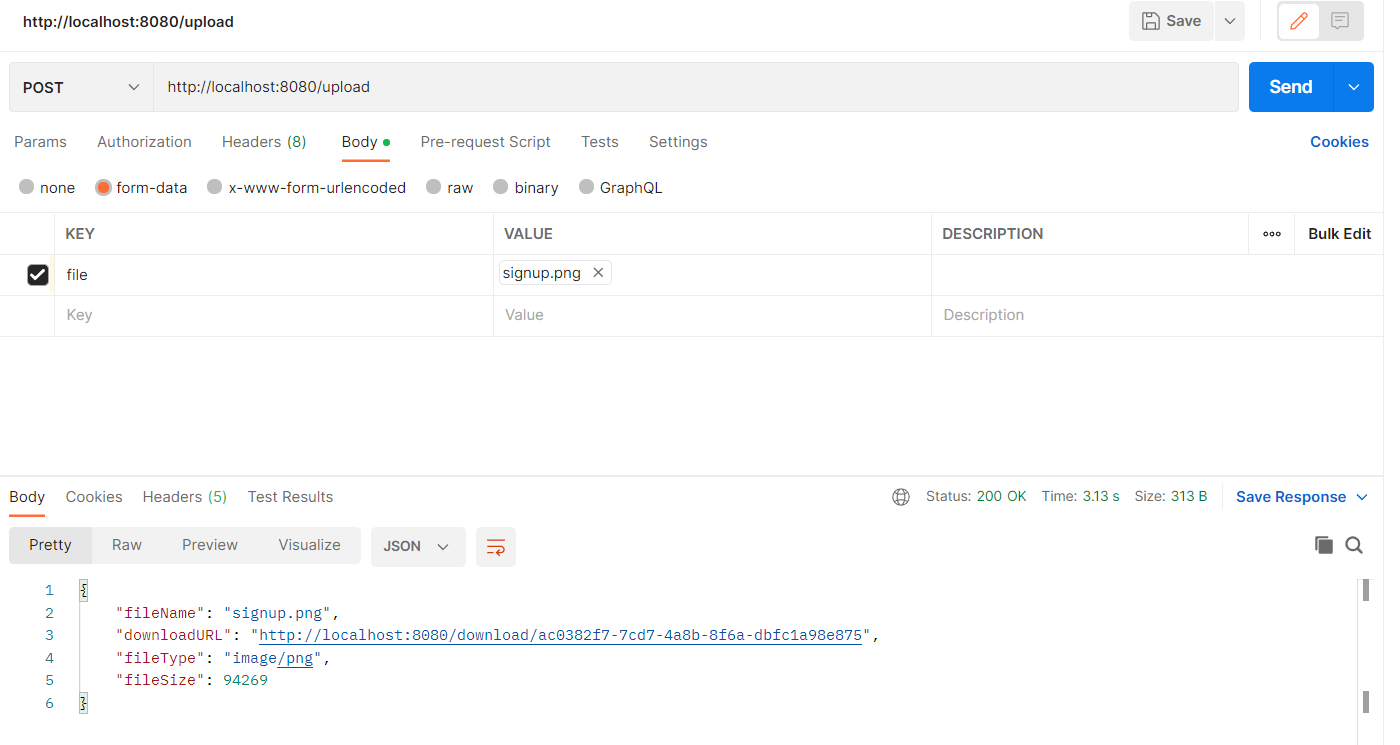 http://localhost:8080/upload Save
POST http://localhost:8080/upload Send
Params Authorization Headers (8) Body Pre-request Script Tests Settings Cookies
none form-data x-www-form-urlencoded raw binary GraphQL
KEY VALUE DESCRIPTION ooo Bulk Edit
file signup.png
Key Value Description
Body Cookies Headers (5) Test Results Status: 200 OK Time: 3.13 s Size: 313 B Save Response
Pretty Raw Preview Visualize JSON
1 {
2 "fileName": "signup.png",
3 "downloadURL": "http://localhost:8080/download/ac0382f7-7cd7-4a8b-8f6a-dbfc1a98e875",
4 "fileType": "image/png",
5 "fileSize": 94269
6 }